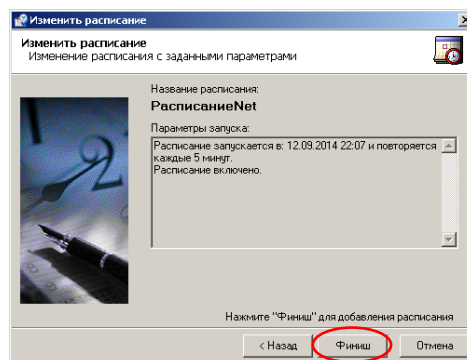 Изменить расписание
Изменить расписание
Изменение расписания с заданными параметрами
Название расписания:
РасписаниеNet
Параметры запуска:
Расписание запускается в: 12.09.2014 22:07 и повторяется
каждые 5 минут.
Расписание включено.
Нажмите "Финиш" для добавления расписания
< Назад
Финиш
Отмена